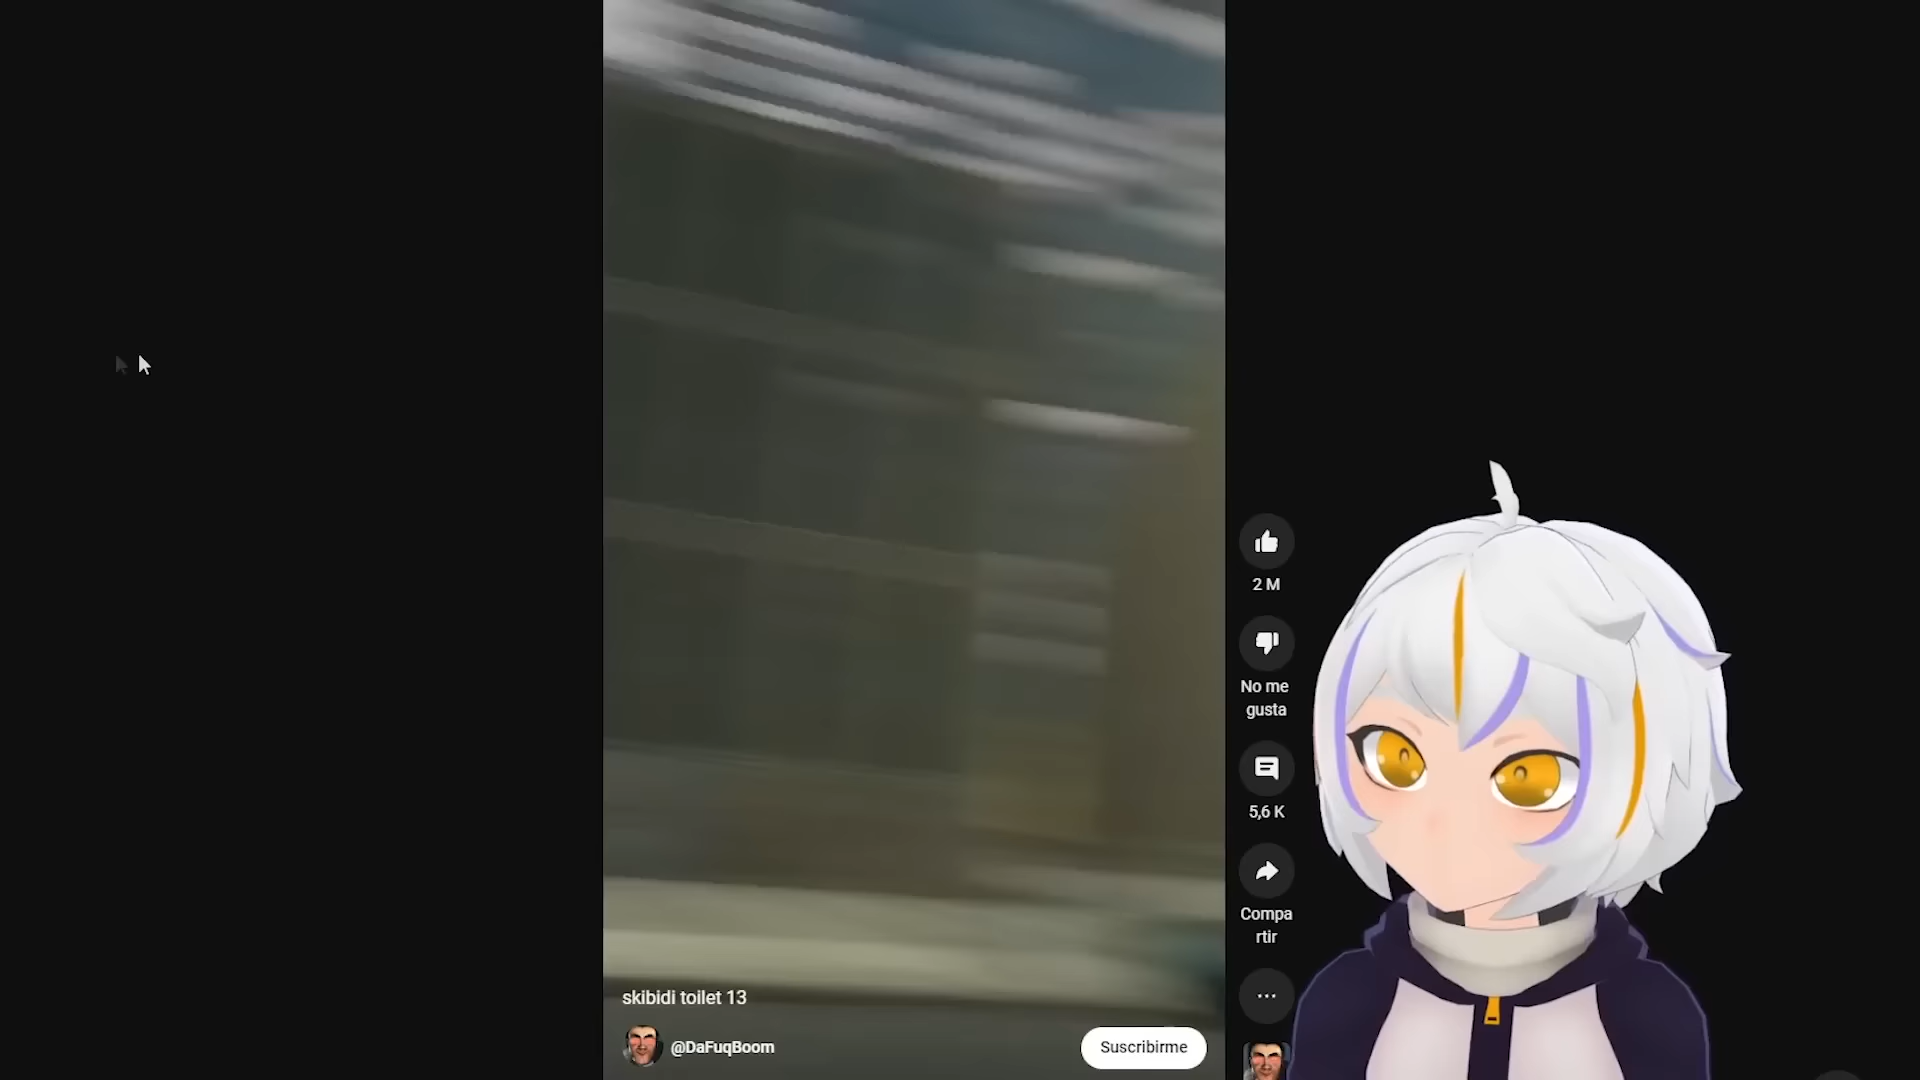 2 M
No me
gusta
5,6 K
Compa
rtir
skibidi toilet 13
@DaFuqBoom
Suscribirme